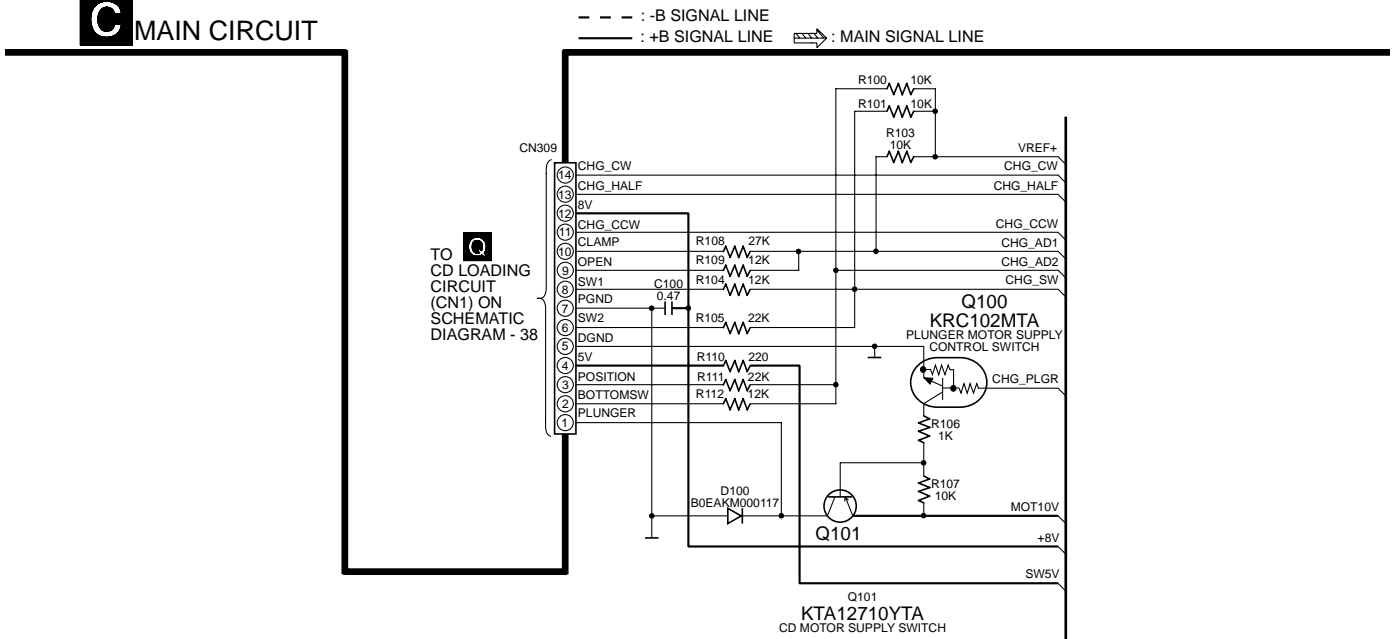 C MAIN CIRCUIT
: -B SIGNAL LINE
: +B SIGNAL LINE : MAIN SIGNAL LINE
R100 10K
R101 10K
R103
10K
CN309
VREF+
14 CHG_CW CHG_CW
13 CHG_HALF CHG_HALF
12 8V
11 CHG_CCW CHG_CCW
10 CLAMP R108 27K CHG_AD1
9 OPEN R109 12K CHG_AD2
8 SW1 R104 12K CHG_SW
7 PGND C100
0.47
6 SW2 R105 22K
5 DGND
4 5V R110 220
3 POSITION R111 22K
2 BOTTOMSW R112 12K
1 PLUNGER
TO Q
CD LOADING
CIRCUIT
(CN1) ON
SCHEMATIC
DIAGRAM - 38
Q100
KRC102MTA
PLUNGER MOTOR SUPPLY
CONTROL SWITCH
CHG_PLGR
R106
1K
R107
10K
D100
B0EAKM000117
Q101
MOT10V
+8V
SW5V
Q101
KTA12710YTA
CD MOTOR SUPPLY SWITCH